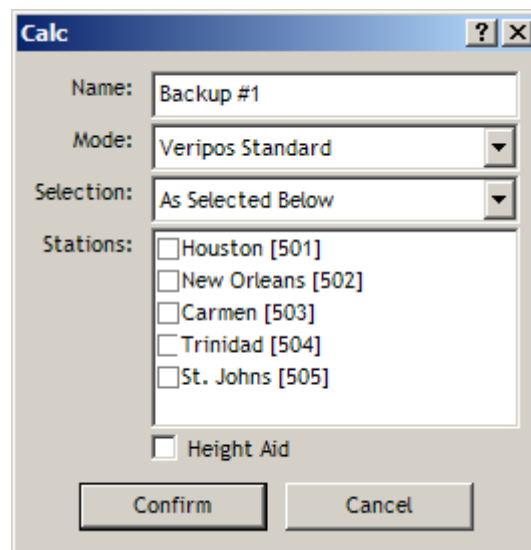 Calc
Name: Backup #1
Mode: Veripos Standard
Selection: As Selected Below
Stations: Houston [501]
New Orleans [502]
Carmen [503]
Trinidad [504]
St. Johns [505]
Height Aid
Confirm Cancel